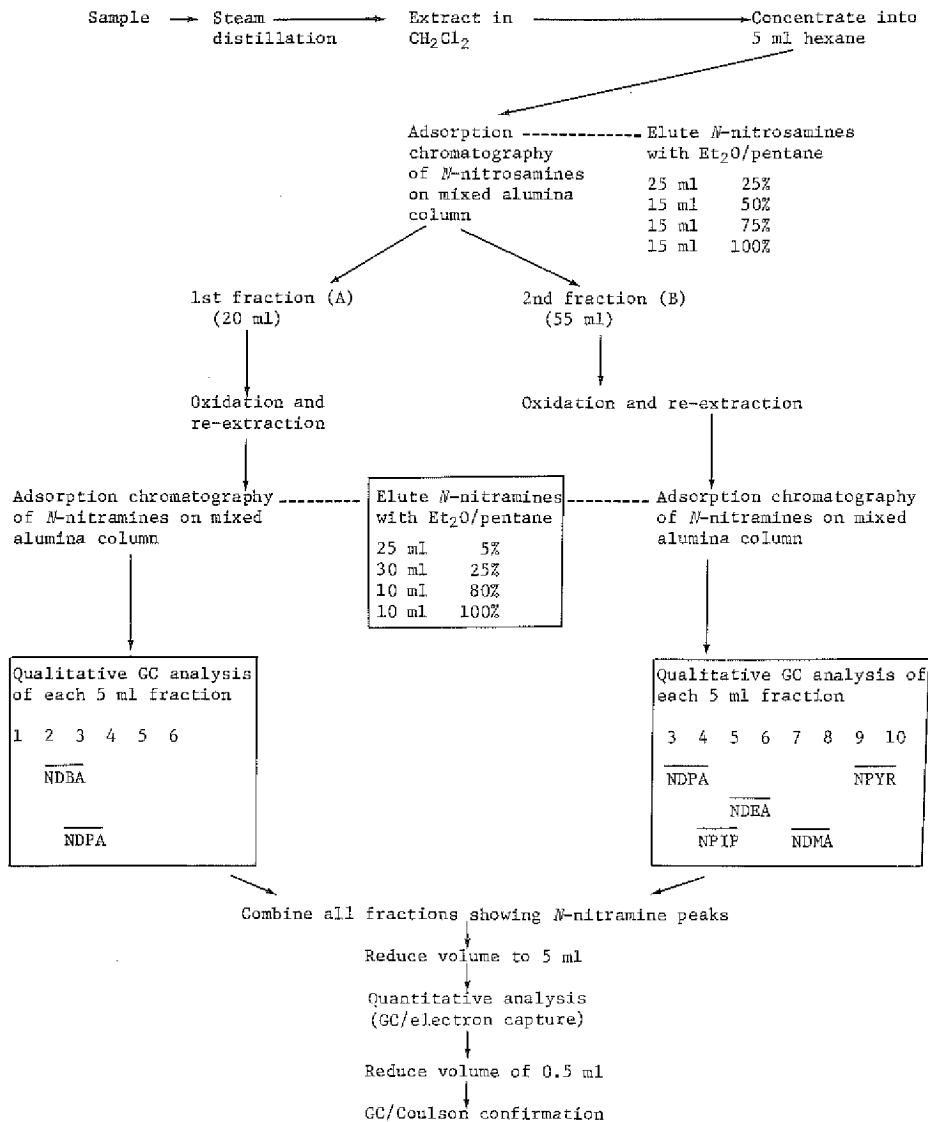 Sample Steam distillation Extract in CH2Cl2 Concentrate into 5 ml hexane
Adsorption
chromatography
of N-nitrosamines
on mixed alumina
column
Elute N-nitrosamines
with Et2O/pentane
25 ml 25%
15 ml 50%
15 ml 75%
15 ml 100%
1st fraction (A)
(20 ml)
2nd fraction (B)
(55 ml)
Oxidation and
re-extraction
Oxidation and re-extraction
Adsorption chromatography
of N-nitramines on mixed
alumina column
Elute N-nitramines
with Et2O/pentane
25 ml 5%
30 ml 25%
10 ml 80%
10 ml 100%
Adsorption chromatography
of N-nitramines on mixed
alumina column
Qualitative GC analysis
of each 5 ml fraction
1 2 3 4 5 6
NDBA
NDPA
Qualitative GC analysis of
each 5 ml fraction
3 4 5 6 7 8 9 10
NDPA NPYR
NDEA
NPIP NDMA
Combine all fractions showing N-nitramine peaks
Reduce volume to 5 ml
Quantitative analysis
(GC/electron capture)
Reduce volume of 0.5 ml
GC/Coulson confirmation